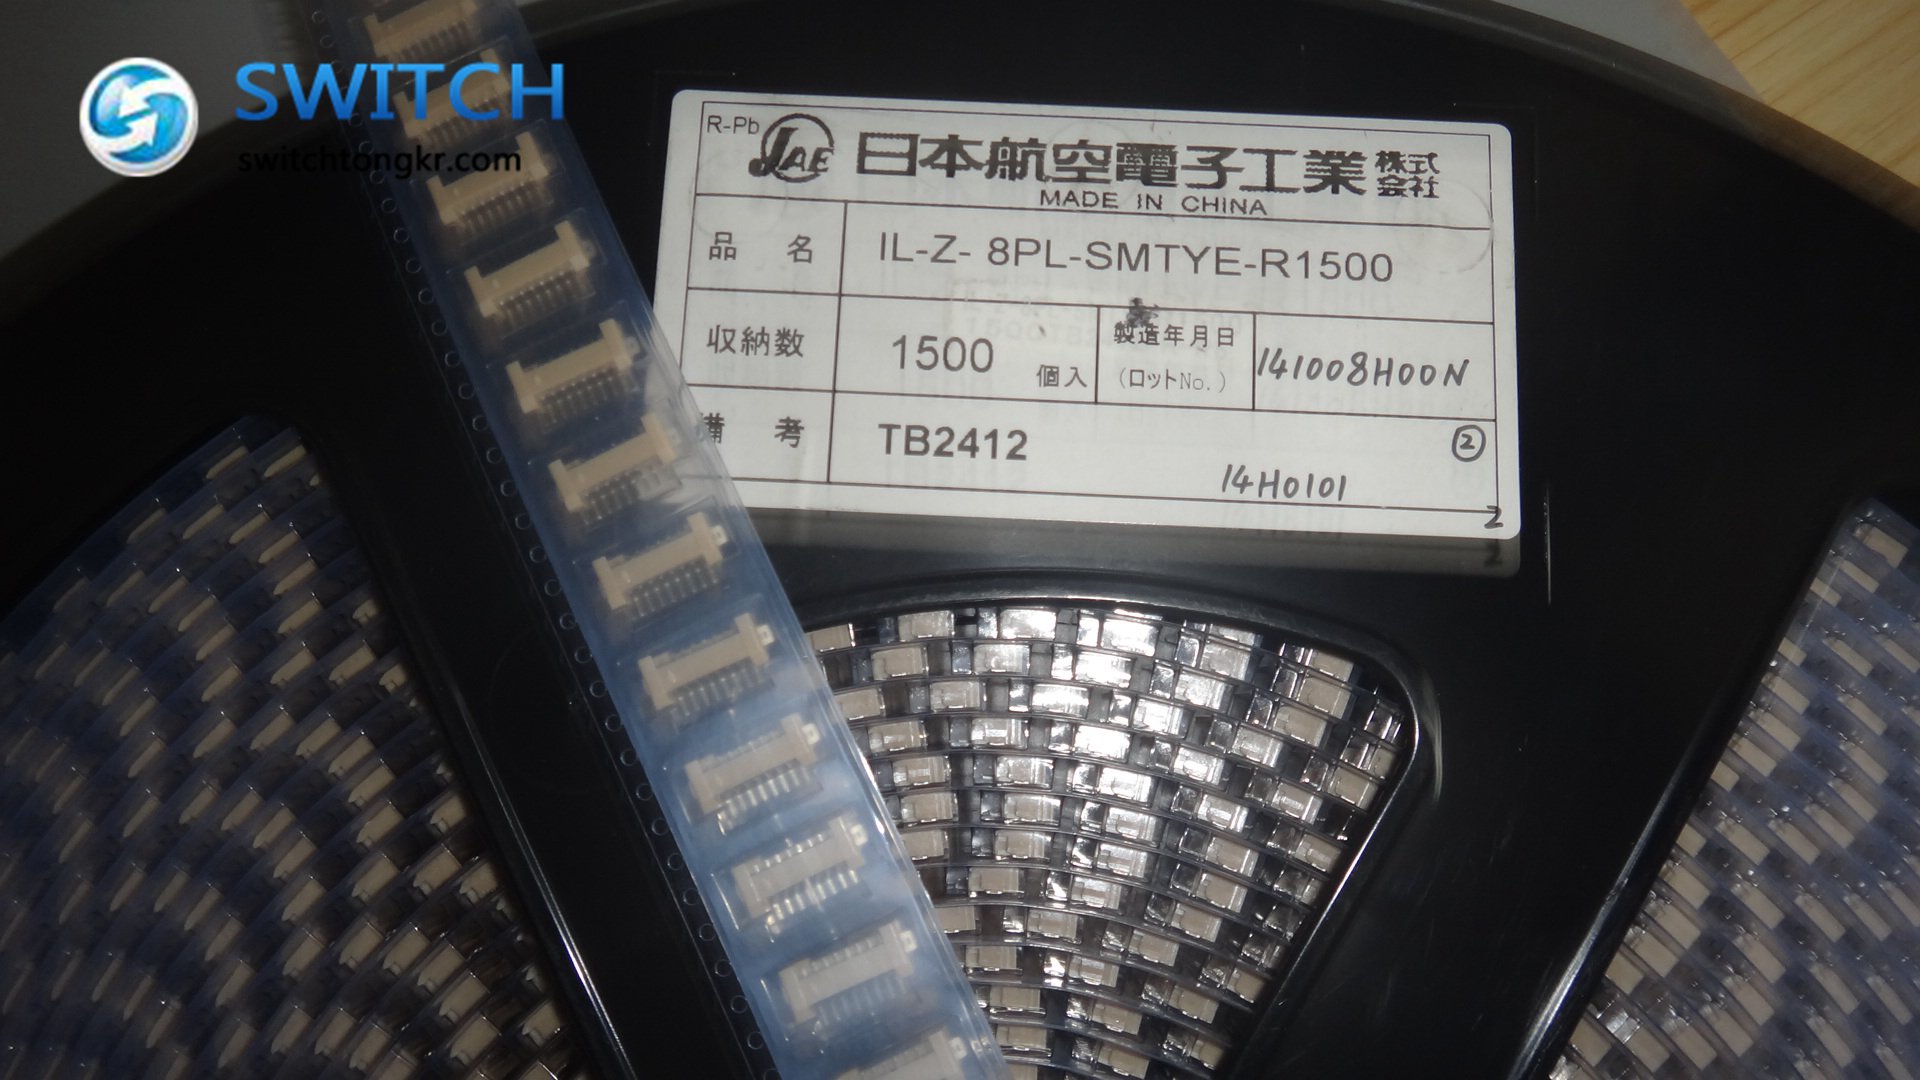 SWITCH
switchtongkr.com
R-Pb
JAE
日本航空電子工業株式会社
MADE IN CHINA
品 名
IL-Z- 8PL-SMTYE-R1500
収納数
1500 個入
製造年月日
(ロットNo.)
141008H00N
備 考
TB2412
②
14H0101
2